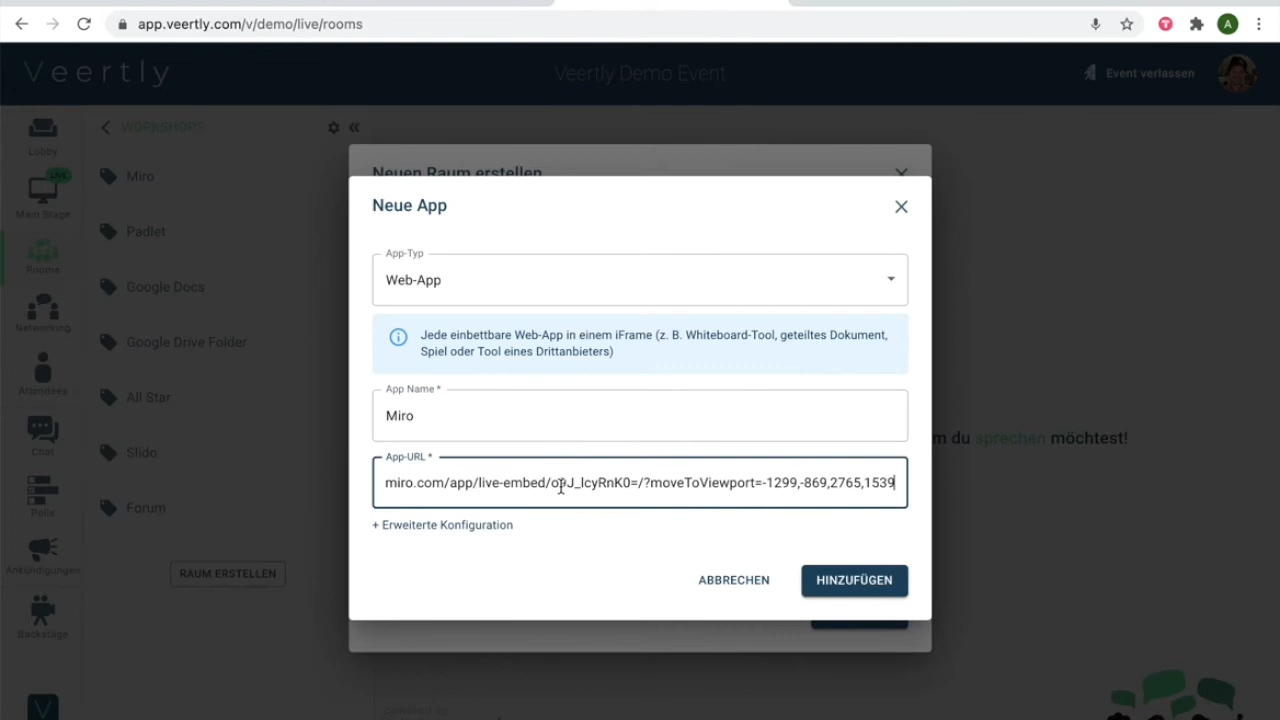 app.veertly.com/v/demo/live/rooms
A
Veertly
Veertly Demo Event
Event verlassen
Lobby
LIVE
Main Stage
Rooms
Networking
Attendees
Chat
Polls
Ankündigungen
Backstage
WORKSHOPS
Miro
Padlet
Google Docs
Google Drive Folder
All Star
Slido
Forum
RAUM ERSTELLEN
Neuen Raum erstellen
Neue App
App-Typ
Web-App
Jede einbettbare Web-App in einem iFrame (z. B. Whiteboard-Tool, geteiltes Dokument,
Spiel oder Tool eines Drittanbieters)
App Name *
Miro
App-URL *
miro.com/app/live-embed/o9J_lcyRnK0=/?moveToViewport=-1299,-869,2765,1539
+ Erweiterte Konfiguration
ABBRECHEN
HINZUFÜGEN
du sprechen möchtest!
powered by